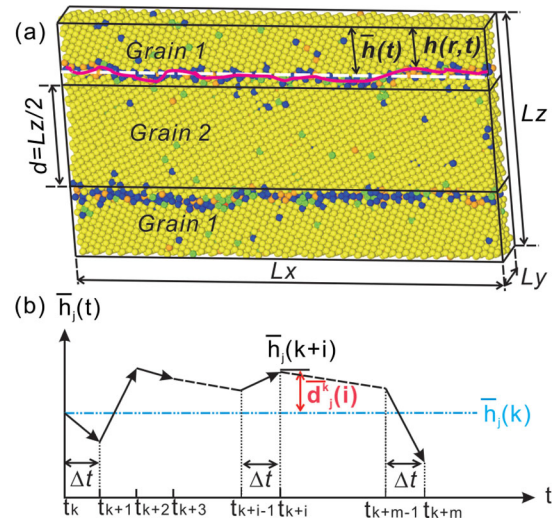 (a)
Grain 1
h̅(t)
h(r,t)
Lz
d=Lz/2
Grain 2
Grain 1
Lx
Ly
(b)
h̅ⱼ(t)
h̅ⱼ(k+i)
d̅ᵏⱼ(i)
h̅ⱼ(k)
Δt
Δt
Δt
t
tₖ
tₖ₊₁
tₖ₊₂
tₖ₊₃
tₖ₊ᵢ₋₁
tₖ₊ᵢ
tₖ₊ₘ₋₁
tₖ₊ₘ